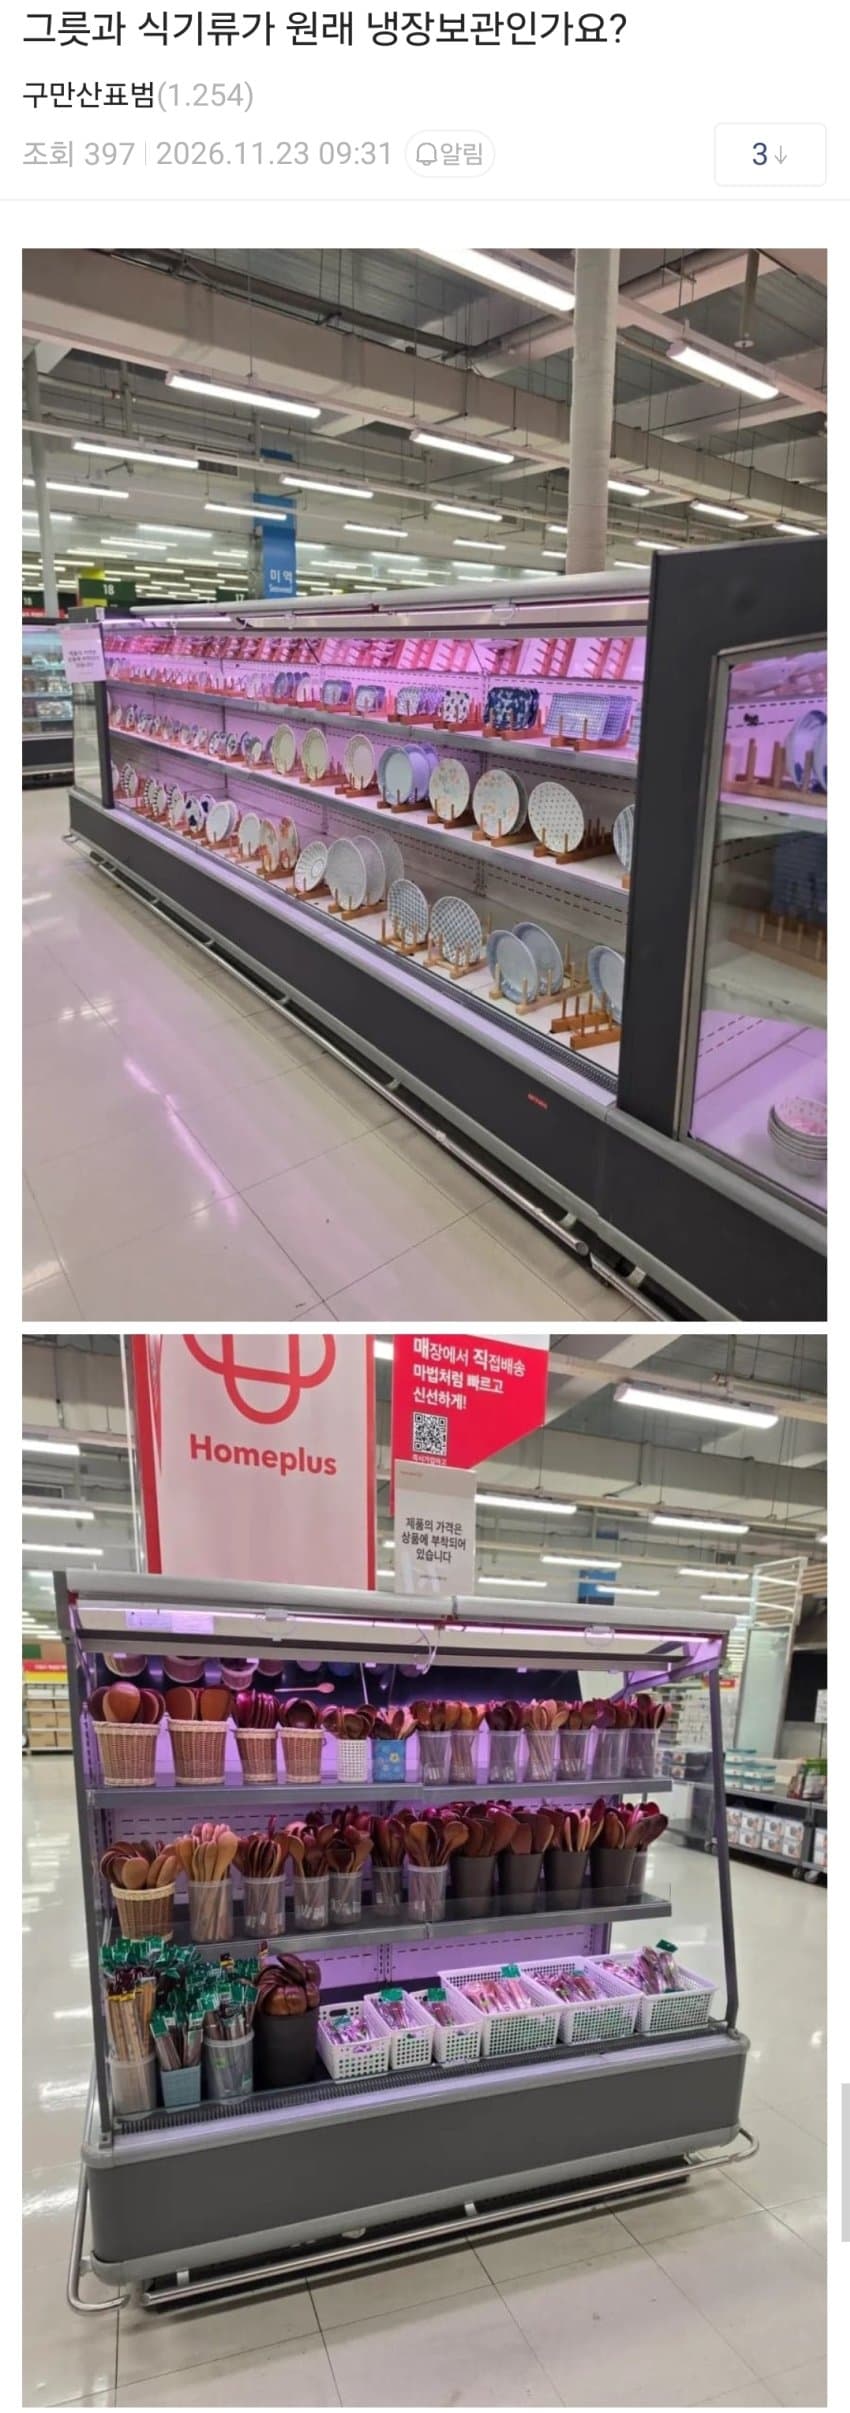 그릇과 식기류가 원래 냉장보관인가요?
구만산표범(1.254)
조회 397 2026.11.23 09:31 알림
3
미역
Seaweed
18
17
Homeplus
매장에서 직접배송
마법처럼 빠르고
신선하게!
제품의 가격은
상품에 부착되어
있습니다